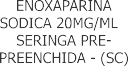 ENOXAPARINA
SODICA 20MG/ML
SERINGA PRE-
PREENCHIDA - (SC)